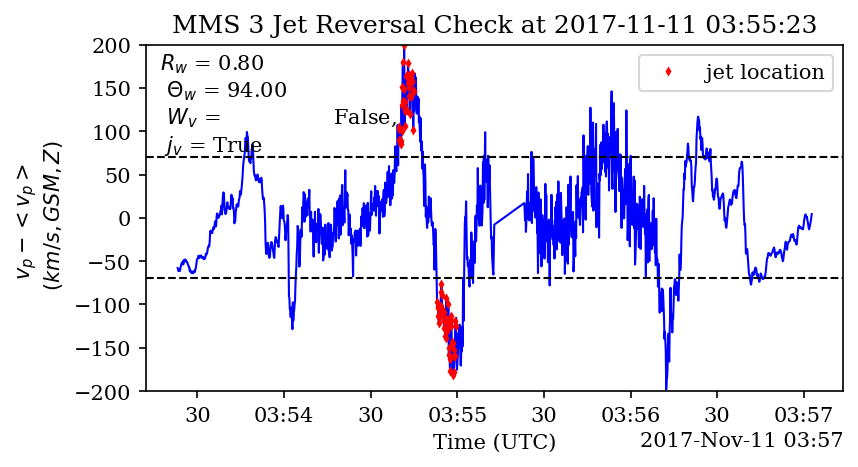 MMS 3 Jet Reversal Check at 2017-11-11 03:55:23
200
150
100
50
0
−50
−100
−150
−200
v_p − <v_p>
(km/s, GSM, Z)
R_w = 0.80
Θ_w = 94.00
W_v = False,
j_v = True
jet location
30 03:54 30 03:55 30 03:56 30 03:57
Time (UTC)
2017-Nov-11 03:57